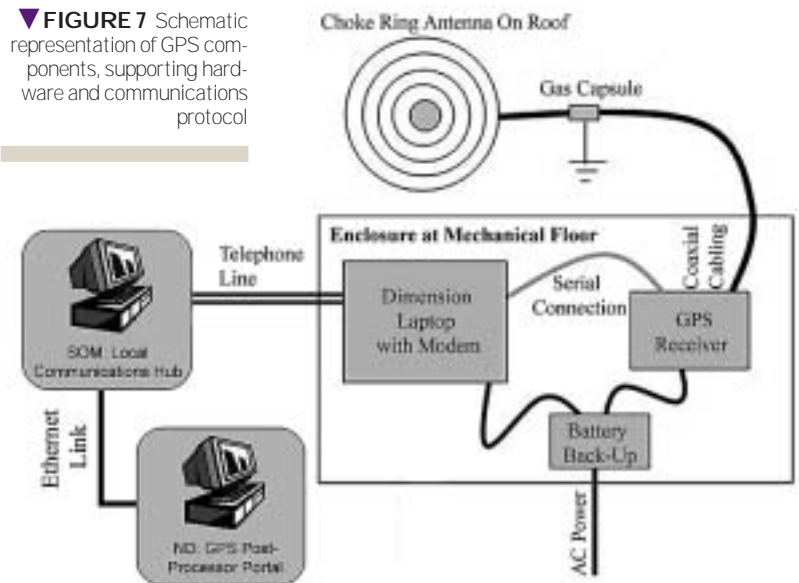 ▼FIGURE 7 Schematic
representation of GPS com-
ponents, supporting hard-
ware and communications
protocol
Choke Ring Antenna On Roof
Gas Capsule
Enclosure at Mechanical Floor
Coaxial
Cabling
Telephone
Line
Serial
Connection
Dimension
Laptop
with Modem
GPS
Receiver
SOM: Local
Communications Hub
Battery
Back-Up
Ethernet
Link
ND: GPS Post-
Processor Portal
AC Power